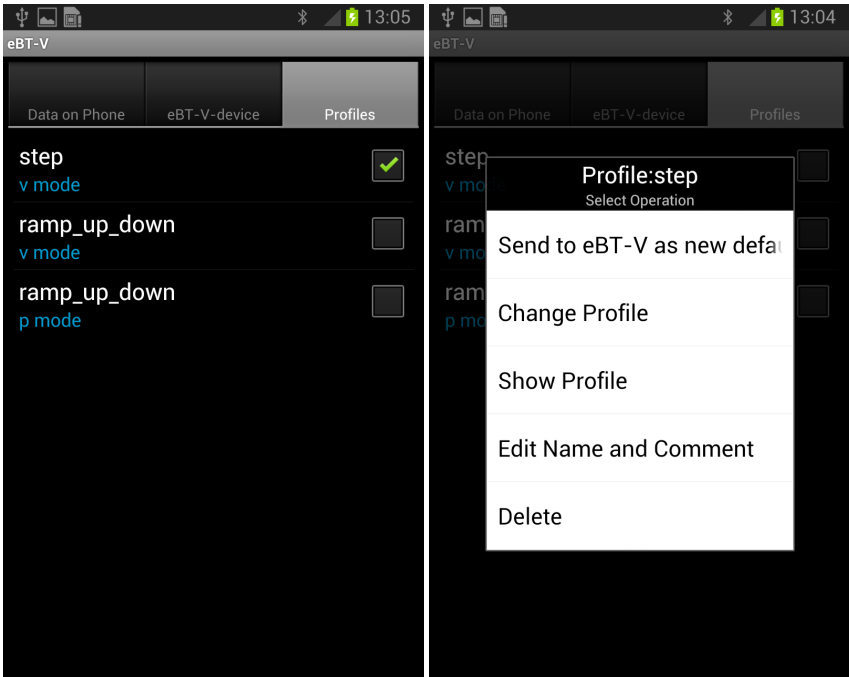 13:05
eBT-V
Data on Phone
eBT-V-device
Profiles
step
v mode
ramp_up_down
v mode
ramp_up_down
p mode
13:04
eBT-V
Data on Phone
eBT-V-device
Profiles
step
v mo
ram
v mo
ram
p mo
Profile:step
Select Operation
Send to eBT-V as new defau
Change Profile
Show Profile
Edit Name and Comment
Delete